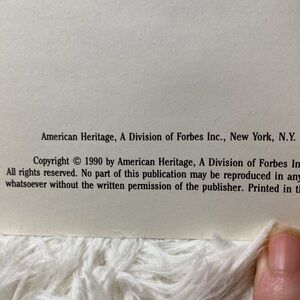 American Heritage, A Division of Forbes Inc., New York, N.Y.
Copyright © 1990 by American Heritage, A Division of Forbes In
All rights reserved. No part of this publication may be reproduced in any
whatsoever without the written permission of the publisher. Printed in th